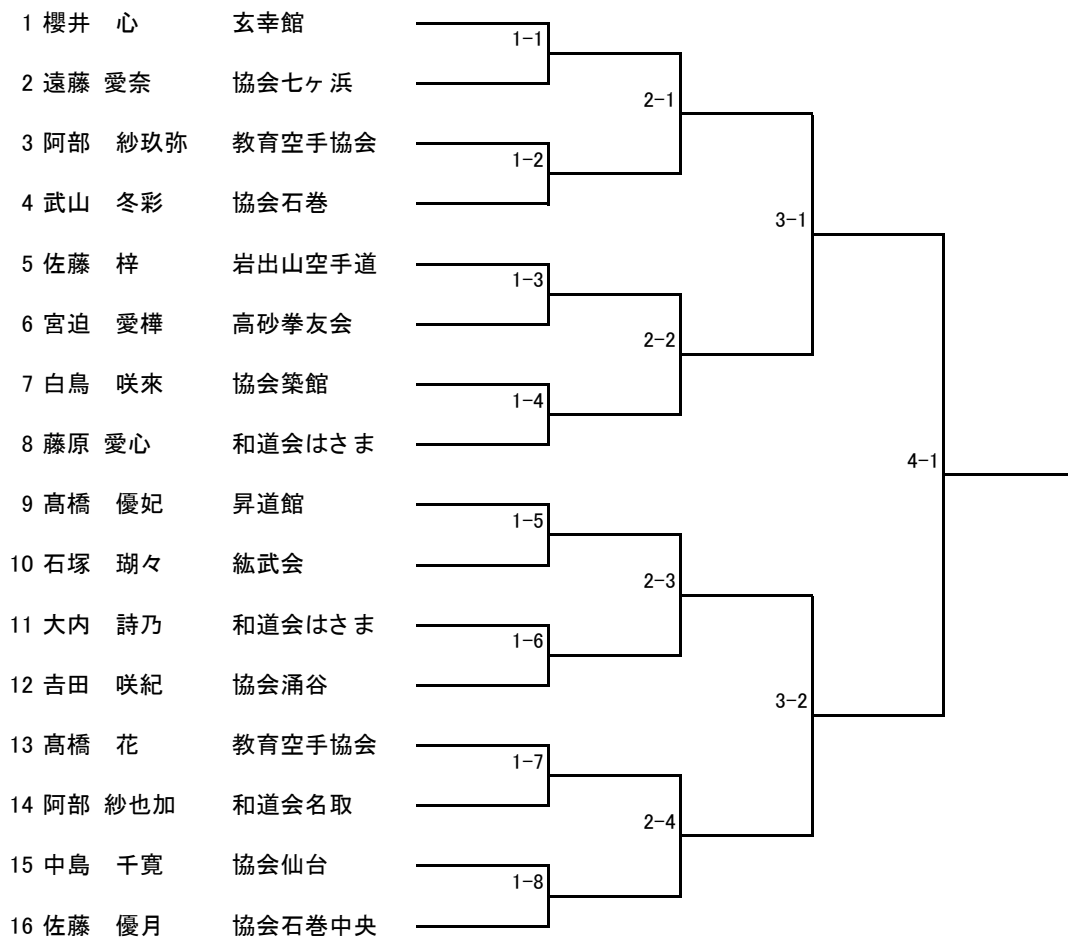 1 櫻井 心 玄幸館
1-1
2 遠藤 愛奈 協会七ヶ浜
2-1
3 阿部 紗玖弥 教育空手協会
1-2
4 武山 冬彩 協会石巻
3-1
5 佐藤 梓 岩出山空手道
1-3
6 宮迫 愛樺 高砂拳友会
2-2
7 白鳥 咲來 協会築館
1-4
8 藤原 愛心 和道会はさま
4-1
9 髙橋 優妃 昇道館
1-5
10 石塚 瑚々 紘武会
2-3
11 大内 詩乃 和道会はさま
1-6
12 𠮷田 咲紀 協会涌谷
3-2
13 髙橋 花 教育空手協会
1-7
14 阿部 紗也加 和道会名取
2-4
15 中島 千寛 協会仙台
1-8
16 佐藤 優月 協会石巻中央